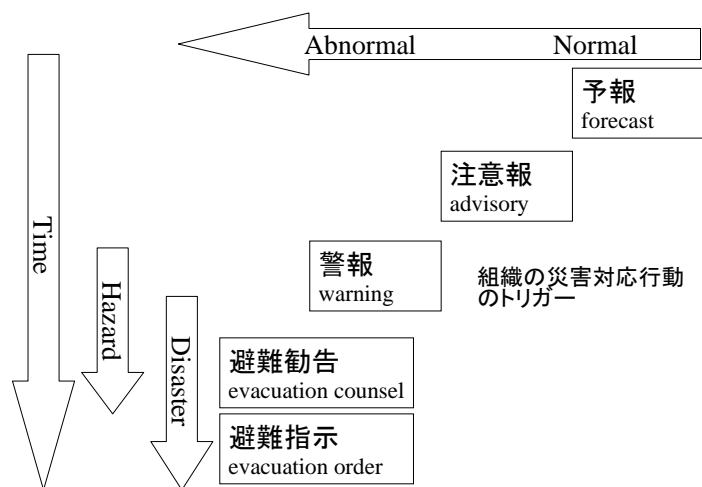 Abnormal Normal
予報
forecast
注意報
advisory
警報
warning
組織の災害対応行動
のトリガー
避難勧告
evacuation counsel
避難指示
evacuation order
Time
Hazard
Disaster